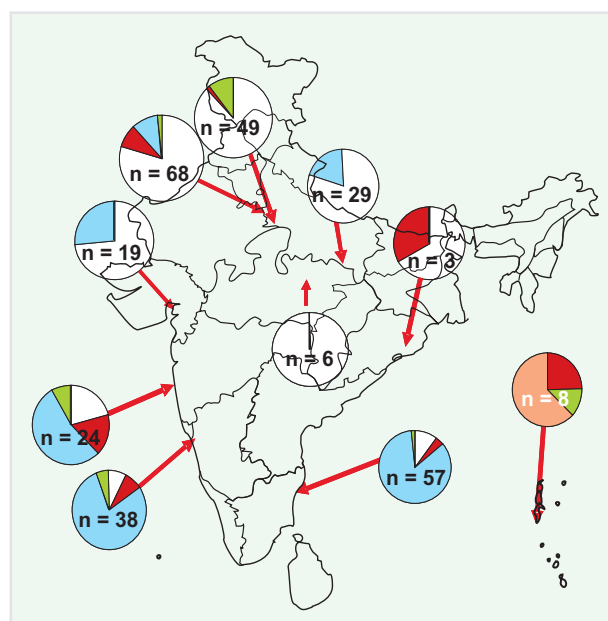 n = 49
n = 68
n = 29
n = 19
n = 3
n = 6
n = 8
n = 24
n = 57
n = 38